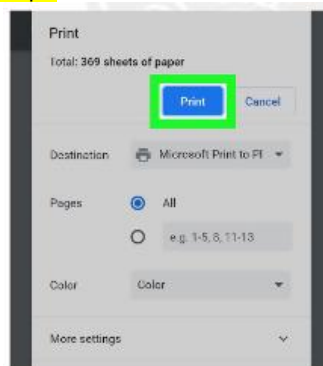 Print
Total: 369 sheets of paper
Print Cancel
Destination Microsoft Print to PI
Pages All
e.g. 1-5, 8, 11-13
Color Color
More settings